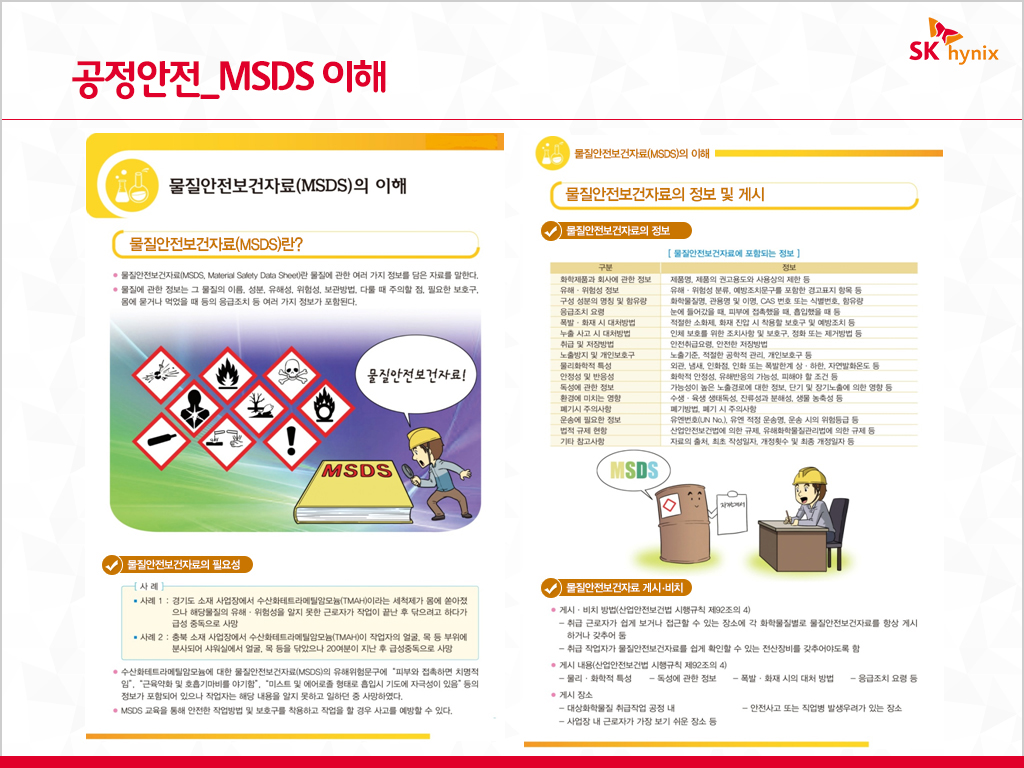 공정안전_MSDS 이해
SK hynix
물질안전보건자료(MSDS)의 이해
물질안전보건자료(MSDS)란?
물질안전보건자료(MSDS, Material Safety Data Sheet)란 물질에 관한 여러 가지 정보를 담은 자료를 말한다.
물질에 관한 정보는 그 물질의 이름, 성분, 유해성, 위험성, 보관방법, 다룰 때 주의할 점, 필요한 보호구,
몸에 묻거나 먹었을 때 등의 응급조치 등 여러 가지 정보가 포함된다.
물질안전보건자료!
MSDS
물질안전보건자료의 필요성
[ 사 례 ]
• 사례 1 : 경기도 소재 사업장에서 수산화테트라메틸암모늄(TMAH)이라는 세척제가 몸에 쏟아졌
으나 해당물질의 유해 · 위험성을 알지 못한 근로자가 작업이 끝난 후 닦으려고 하다가
급성 중독으로 사망
• 사례 2 : 충북 소재 사업장에서 수산화테트라메틸암모늄(TMAH)이 작업자의 얼굴, 목 등 부위에
분사되어 샤워실에서 얼굴, 목 등을 닦았으나 20여분이 지난 후 급성중독으로 사망
수산화테트라메틸암모늄에 대한 물질안전보건자료(MSDS)의 유해위험문구에 “피부와 접촉하면 치명적
임”, “근육약화 및 호흡기마비를 야기함”, “미스트 및 에어로졸 형태로 흡입시 기도에 자극성이 있음” 등의
정보가 포함되어 있으나 작업자는 해당 내용을 알지 못하고 일하던 중 사망하였다.
MSDS 교육을 통해 안전한 작업방법 및 보호구를 착용하고 작업을 할 경우 사고를 예방할 수 있다.
물질안전보건자료(MSDS)의 이해
물질안전보건자료의 정보 및 게시
물질안전보건자료의 정보
[ 물질안전보건자료에 포함되는 정보 ]
구분 정보
화학제품과 회사에 관한 정보 제품명, 제품의 권고용도와 사용상의 제한 등
유해 · 위험성 정보 유해 · 위험성 분류, 예방조치문구를 포함한 경고표지 항목 등
구성 성분의 명칭 및 함유량 화학물질명, 관용명 및 이명, CAS 번호 또는 식별번호, 함유량
응급조치 요령 눈에 들어갔을 때, 피부에 접촉했을 때, 흡입했을 때 등
폭발 · 화재 시 대처방법 적절한 소화제, 화재 진압 시 착용할 보호구 및 예방조치 등
누출 사고 시 대처방법 인체 보호를 위한 조치사항 및 보호구, 정화 또는 제거방법 등
취급 및 저장방법 안전취급요령, 안전한 저장방법
노출방지 및 개인보호구 노출기준, 적절한 공학적 관리, 개인보호구 등
물리화학적 특성 외관, 냄새, 인화점, 인화 또는 폭발한계 상 · 하한, 자연발화온도 등
안정성 및 반응성 화학적 안정성, 유해반응의 가능성, 피해야 할 조건 등
독성에 관한 정보 가능성이 높은 노출경로에 대한 정보, 단기 및 장기노출에 의한 영향 등
환경에 미치는 영향 수생 · 육생 생태독성, 잔류성과 분해성, 생물 농축성 등
폐기시 주의사항 폐기방법, 폐기 시 주의사항
운송에 필요한 정보 유엔번호(UN No.), 유엔 적정 운송명, 운송 시의 위험등급 등
법적 규제 현황 산업안전보건법에 의한 규제, 유해화학물질관리법에 의한 규제 등
기타 참고사항 자료의 출처, 최초 작성일자, 개정횟수 및 최종 개정일자 등
MSDS
물질안전보건자료 게시·비치
게시 · 비치 방법(산업안전보건법 시행규칙 제92조의 4)
– 취급 근로자가 쉽게 보거나 접근할 수 있는 장소에 각 화학물질별로 물질안전보건자료를 항상 게시
하거나 갖추어 둠
– 취급 작업자가 물질안전보건자료를 쉽게 확인할 수 있는 전산장비를 갖추어야도록 함
게시 내용(산업안전보건법 시행규칙 제92조의 4)
– 물리 · 화학적 특성 – 독성에 관한 정보 – 폭발 · 화재 시의 대처 방법 – 응급조치 요령 등
게시 장소
– 대상화학물질 취급작업 공정 내 – 안전사고 또는 직업병 발생우려가 있는 장소
– 사업장 내 근로자가 가장 보기 쉬운 장소 등